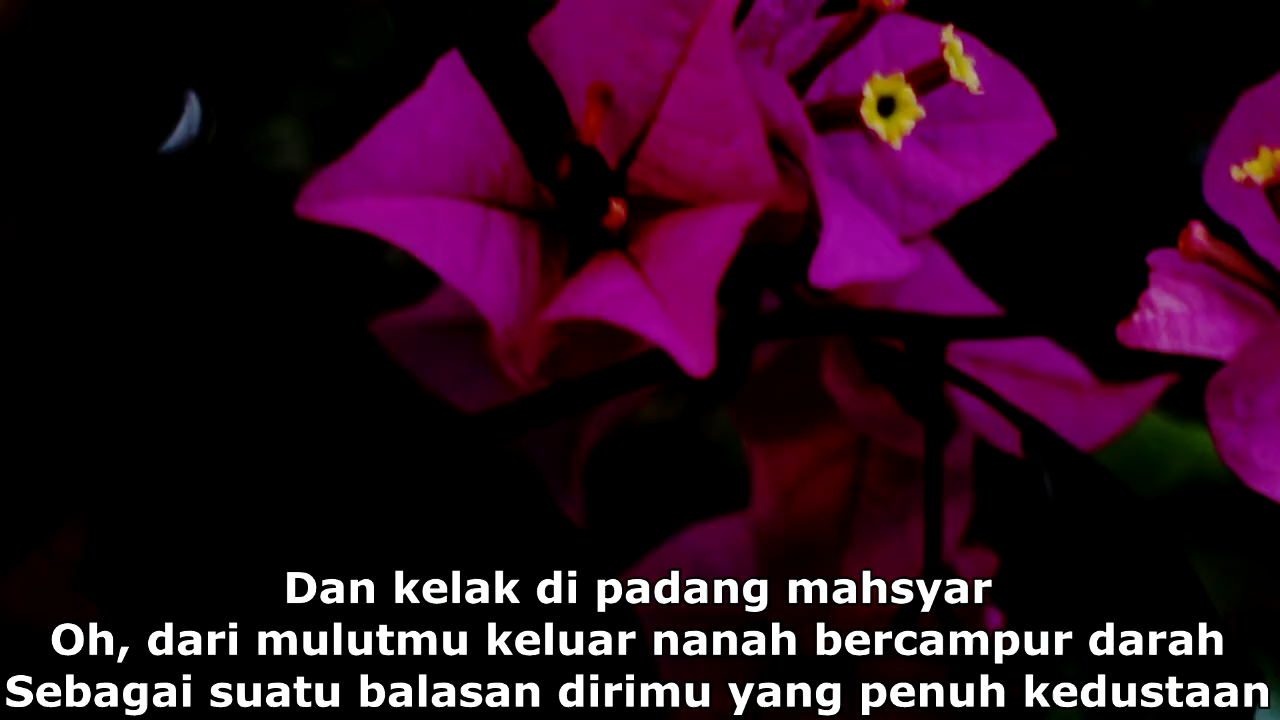 Dan kelak di padang mahsyar
Oh, dari mulutmu keluar nanah bercampur darah
Sebagai suatu balasan dirimu yang penuh kedustaan